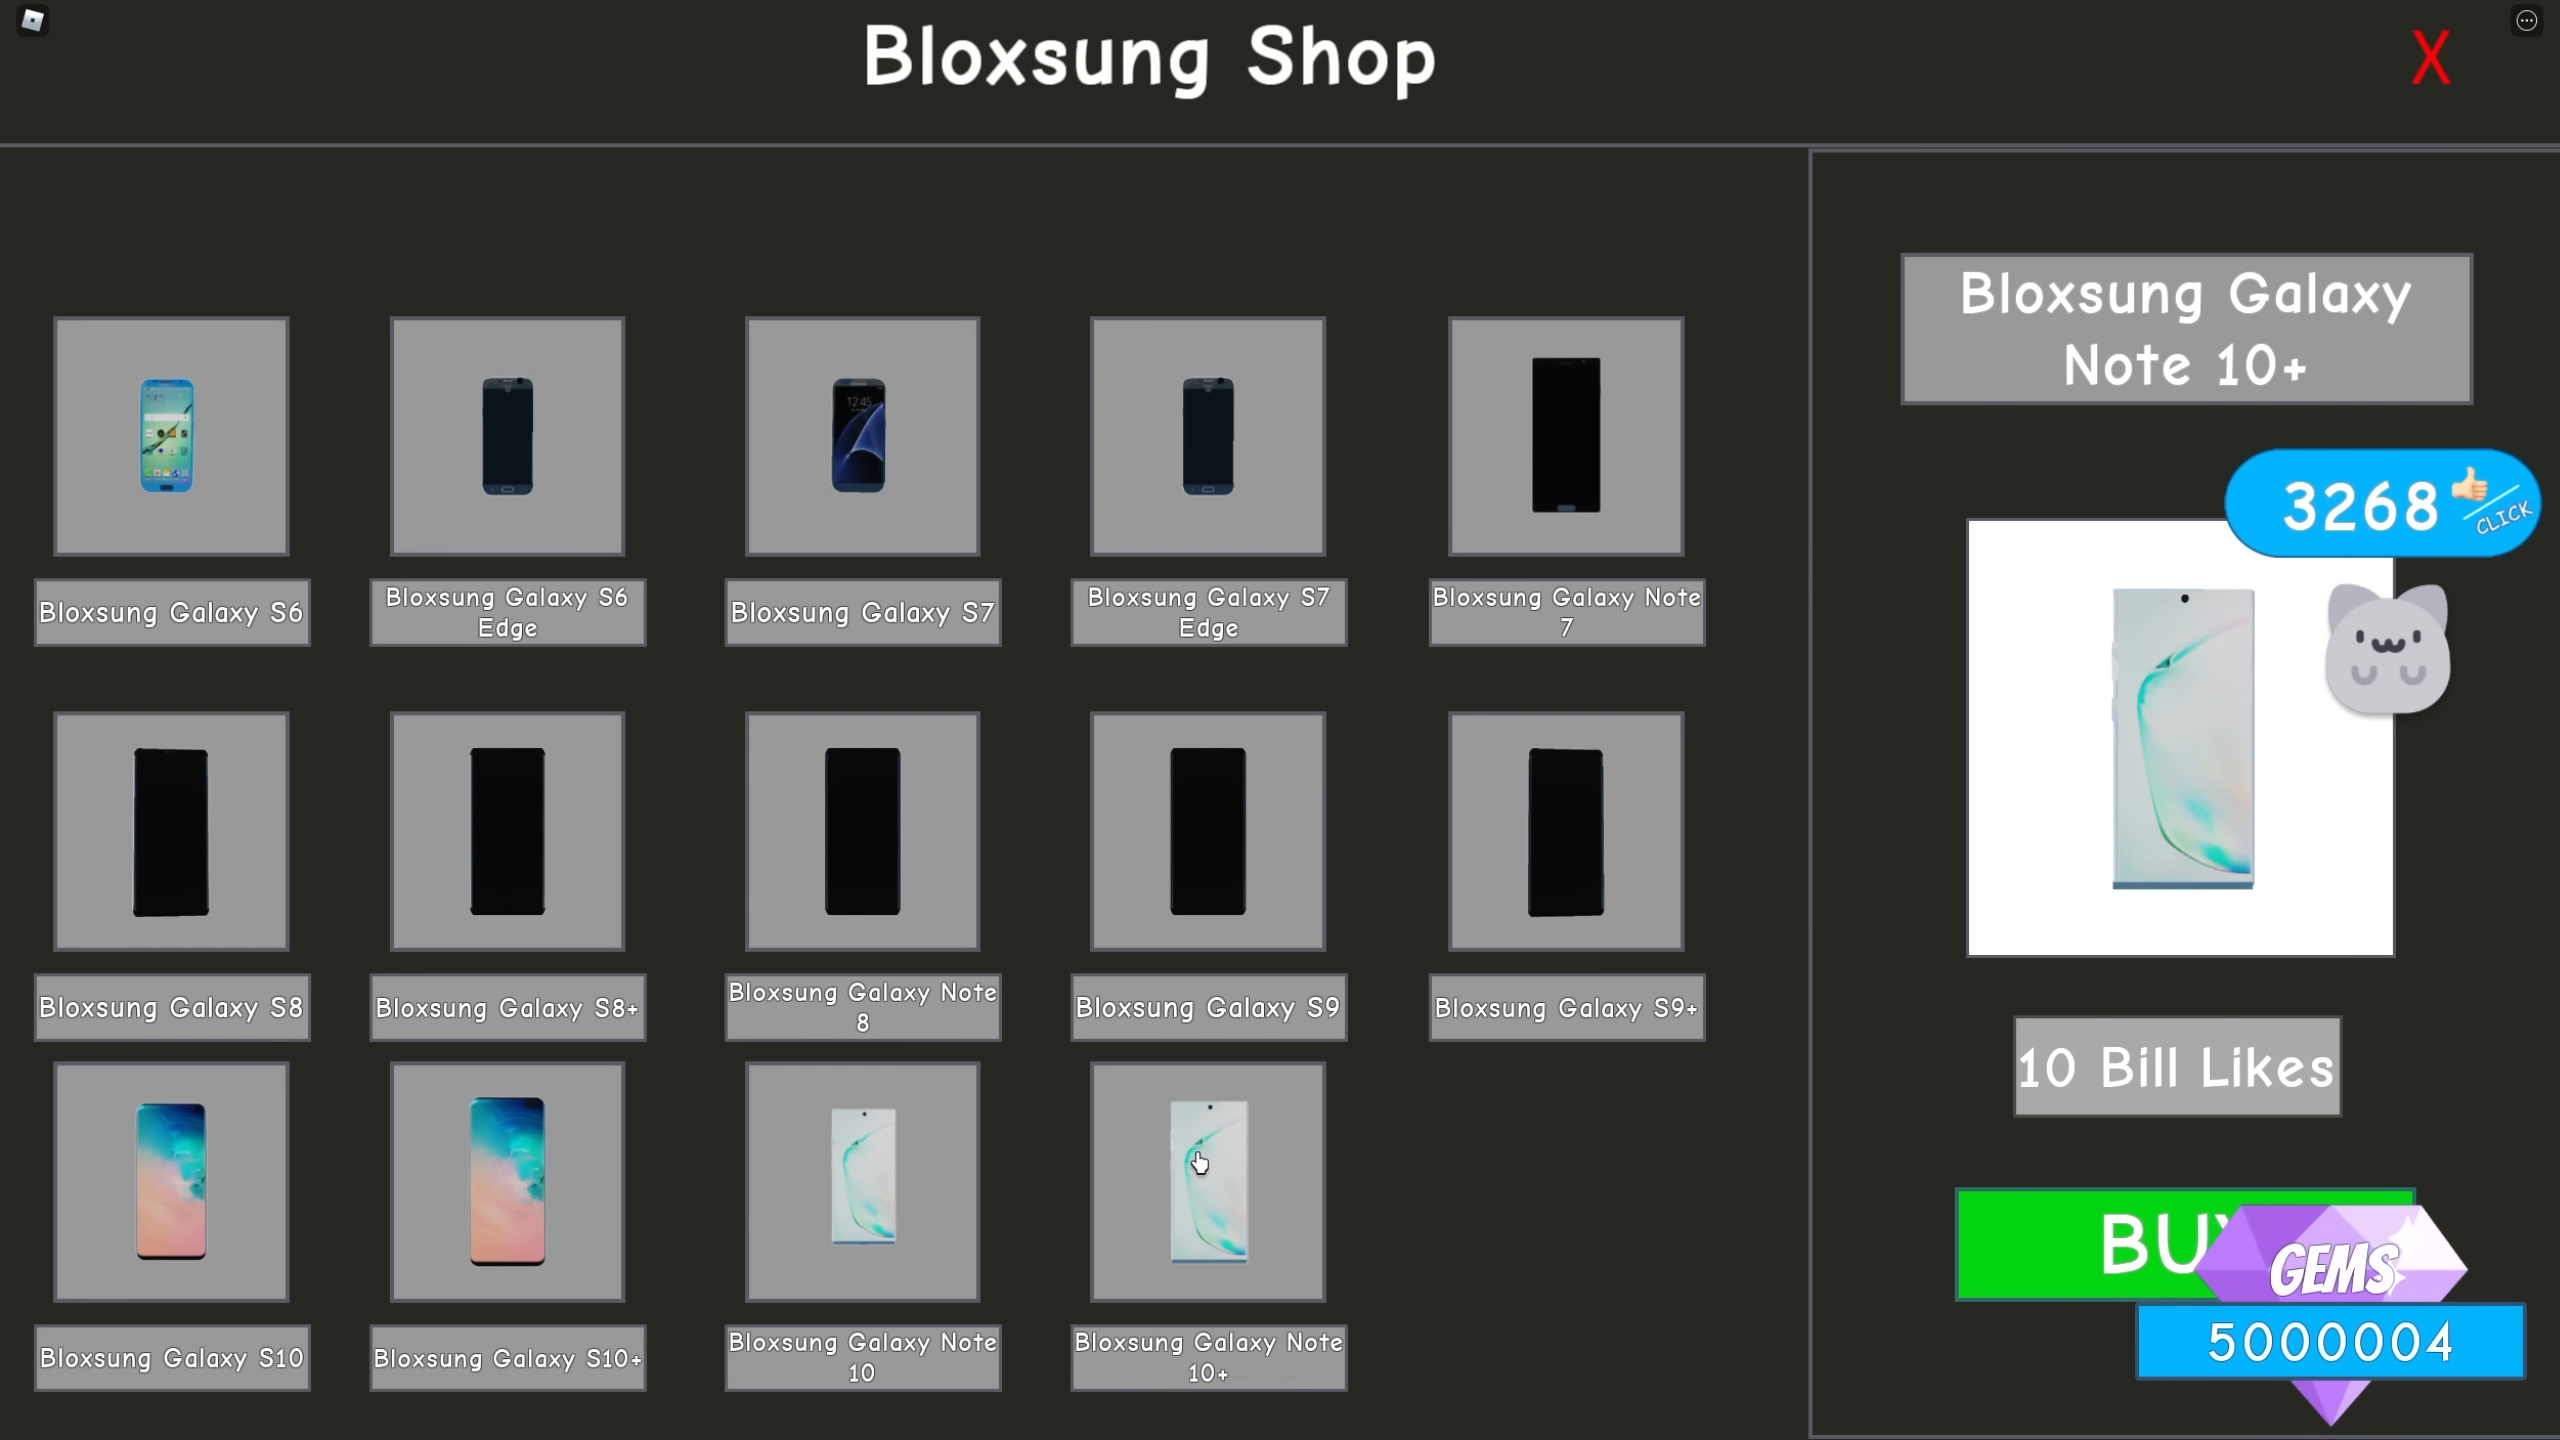 Bloxsung Shop
X
Bloxsung Galaxy
Note 10+
3268
CLICK
12:45
Bloxsung Galaxy S6
Bloxsung Galaxy S6
Edge
Bloxsung Galaxy S7
Bloxsung Galaxy S7
Edge
Bloxsung Galaxy Note
7
Bloxsung Galaxy S8
Bloxsung Galaxy S8+
Bloxsung Galaxy Note
8
Bloxsung Galaxy S9
Bloxsung Galaxy S9+
10 Bill Likes
BUY
GEMS
5000004
Bloxsung Galaxy S10
Bloxsung Galaxy S10+
Bloxsung Galaxy Note
10
Bloxsung Galaxy Note
10+